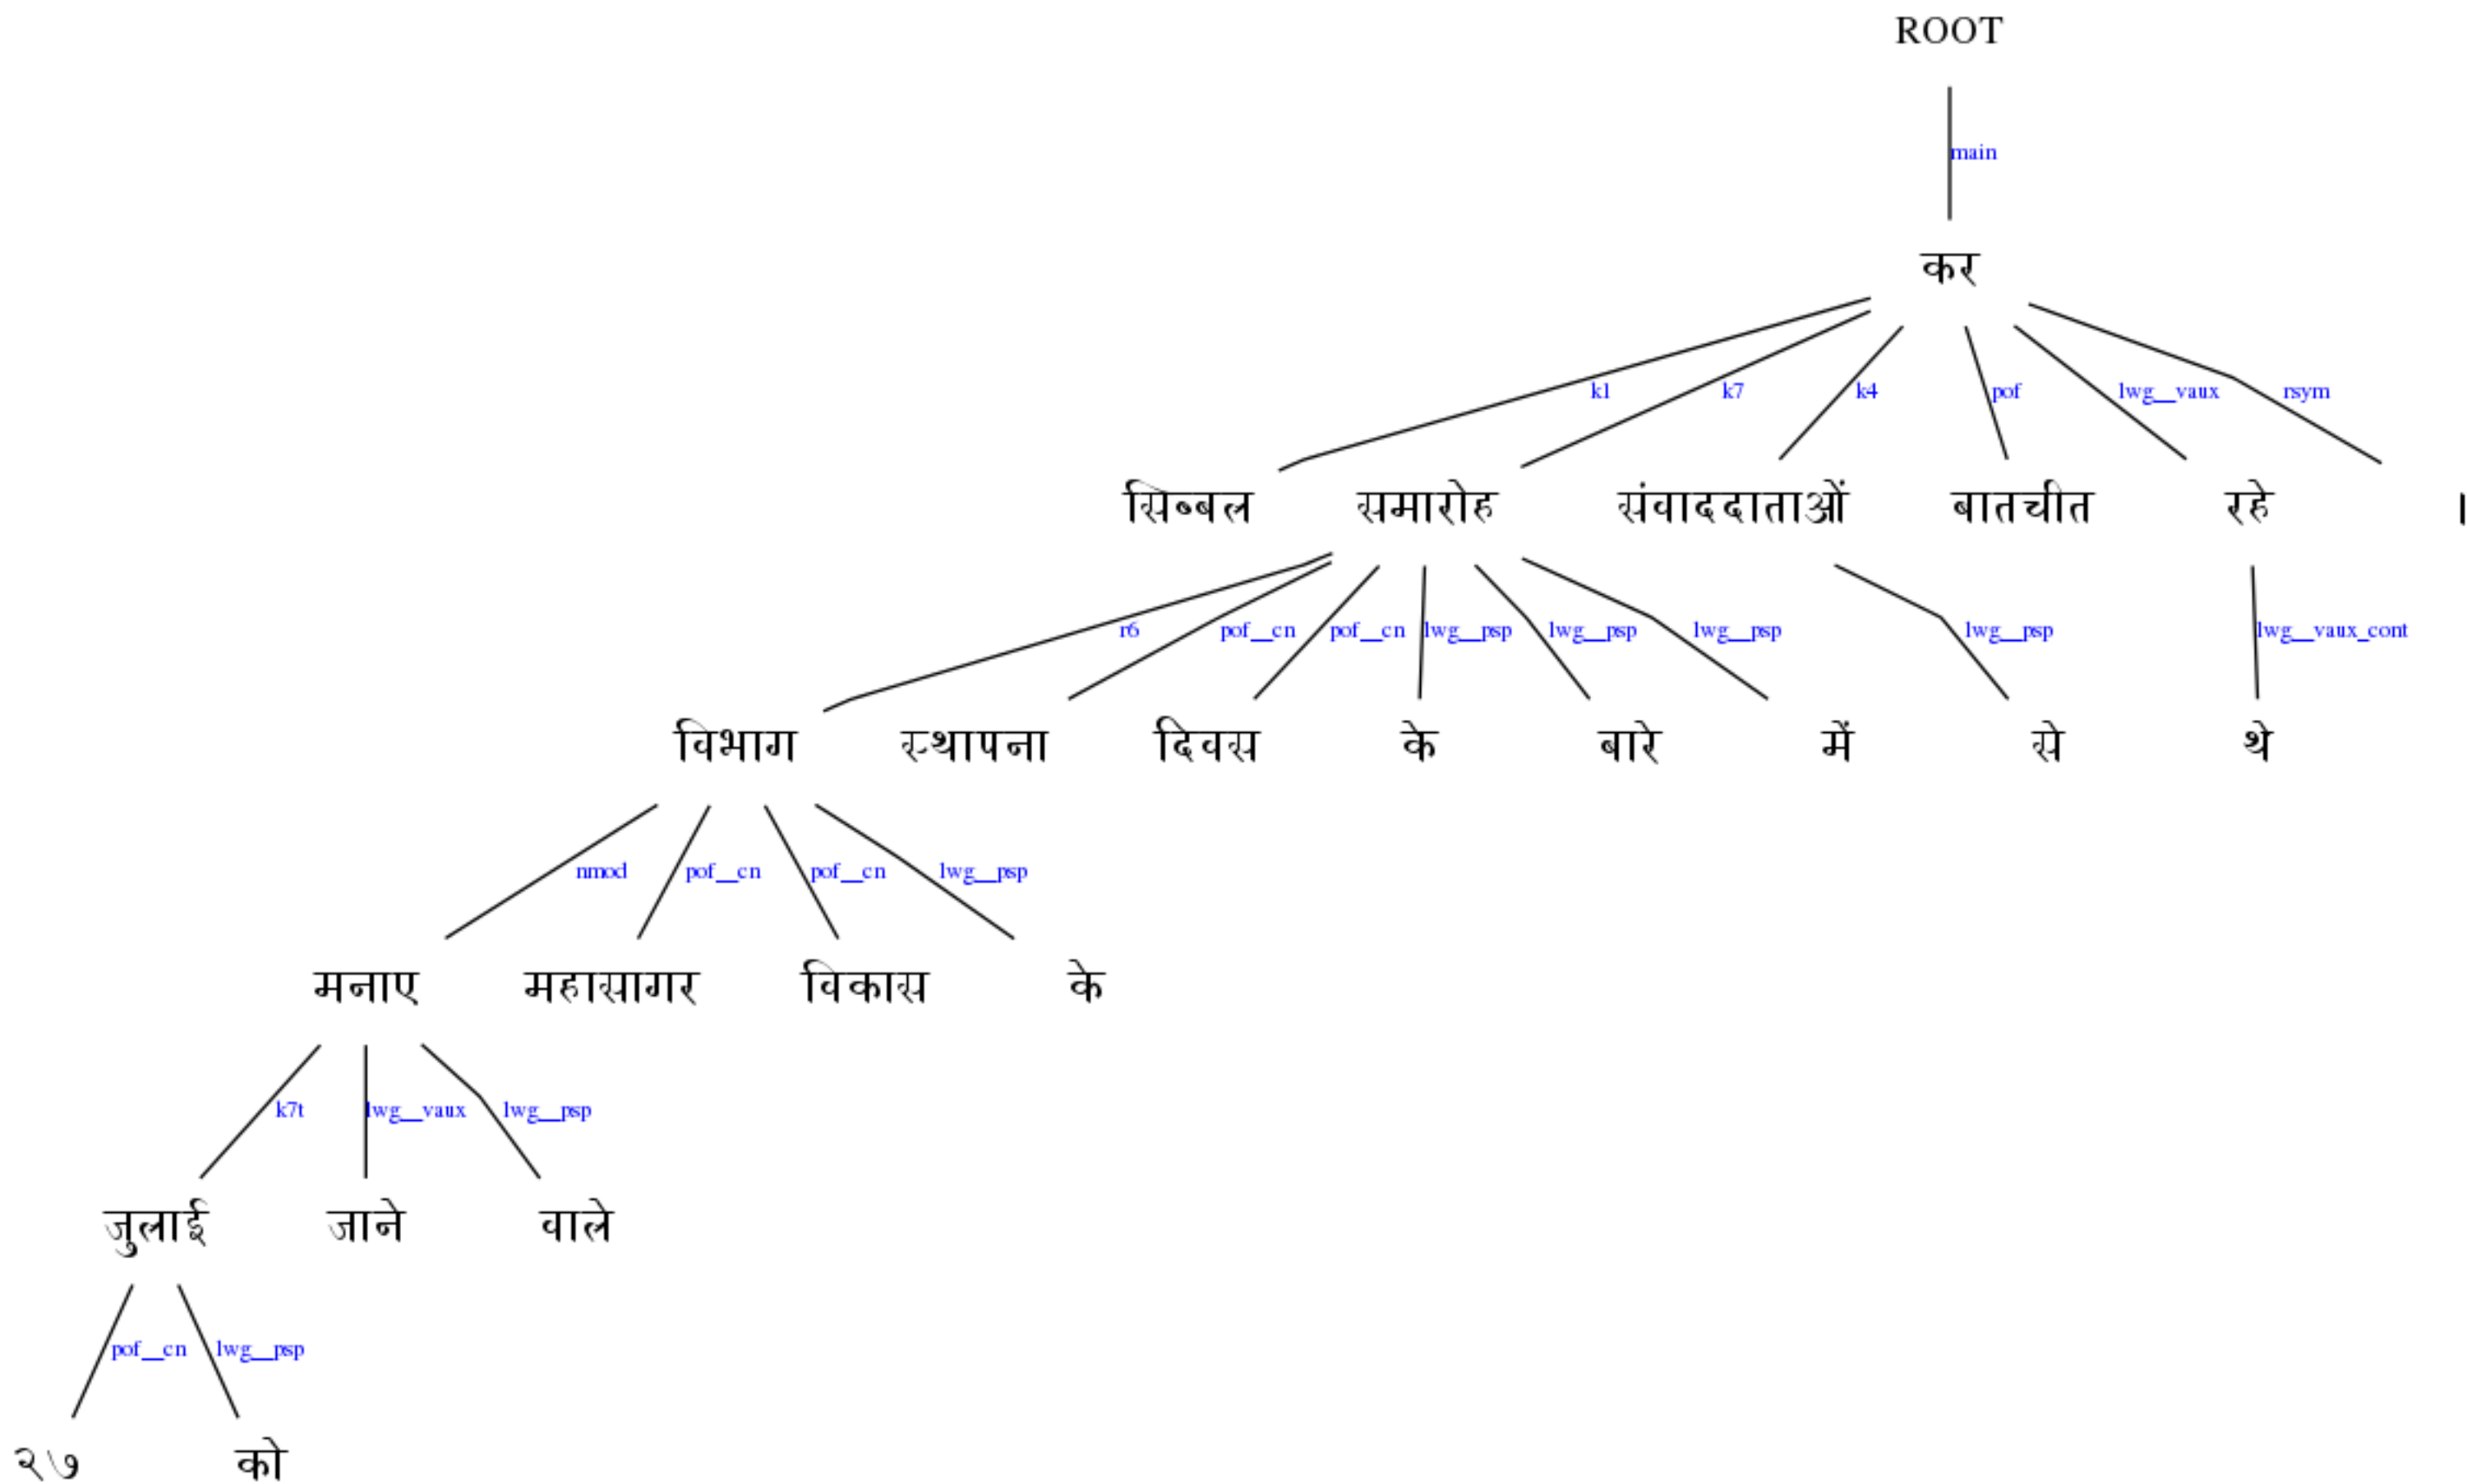 ROOT
main
कर
k1 k7 k4 pof lwg__vaux rsym
सिब्बल समारोह संवाददाताओं बातचीत रहे ।
r6 pof__cn pof__cn lwg__psp lwg__psp lwg__psp lwg__psp lwg__vaux_cont
विभाग स्थापना दिवस के बारे में से थे
nmod pof__cn pof__cn lwg__psp
मनाए महासागर विकास के
k7t lwg__vaux lwg__psp
जुलाई जाने वाले
pof__cn lwg__psp
२७ को